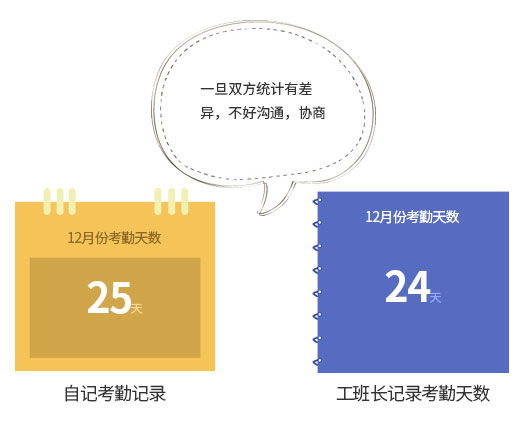 一旦双方统计有差
异，不好沟通，协商
12月份考勤天数
25天
自记考勤记录
12月份考勤天数
24天
工班长记录考勤天数